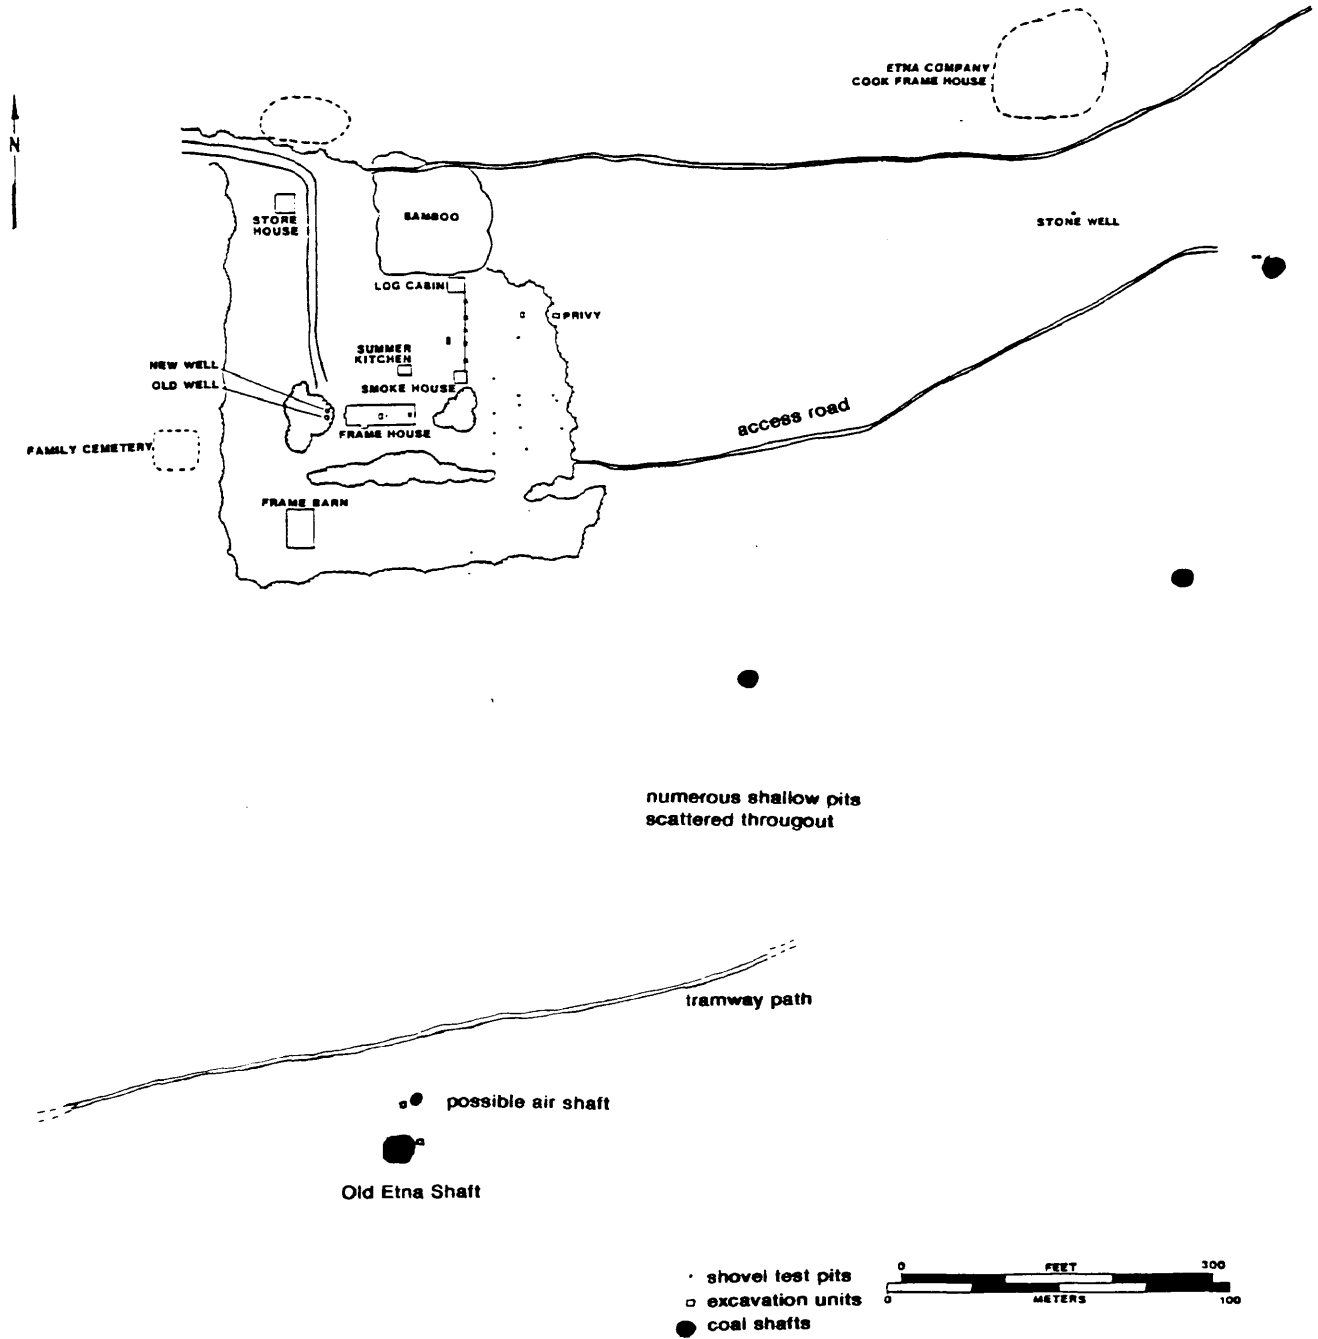 ETNA COMPANY
COOK FRAME HOUSE
N
STORE
HOUSE
BAMBOO
STONE WELL
LOG CABIN
PRIVY
SUMMER
KITCHEN
NEW WELL
OLD WELL
SMOKE HOUSE
access road
FRAME HOUSE
FAMILY CEMETERY
FRAME BARN
numerous shallow pits
scattered througout
tramway path
possible air shaft
Old Etna Shaft
0 FEET 300
0 METERS 100
shovel test pits
excavation units
coal shafts